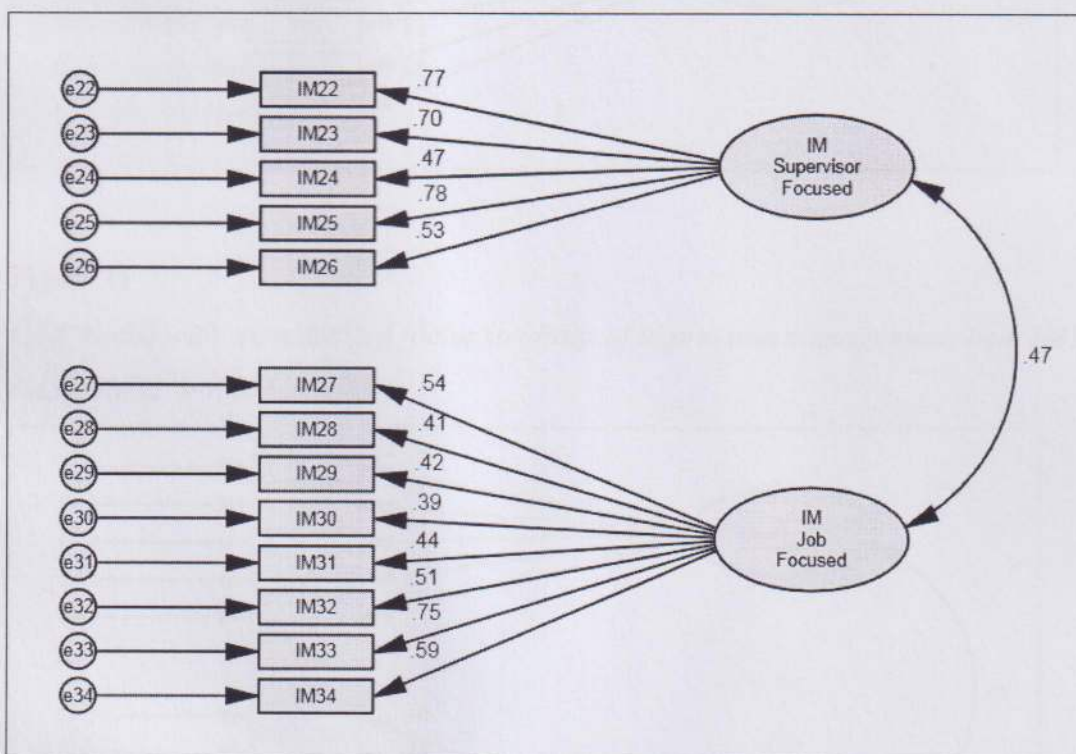 e22
IM22
.77
e23
IM23
.70
e24
IM24
.47
e25
IM25
.78
e26
IM26
.53
IM
Supervisor
Focused
.47
e27
IM27
.54
e28
IM28
.41
e29
IM29
.42
e30
IM30
.39
e31
IM31
.44
e32
IM32
.51
e33
IM33
.75
e34
IM34
.59
IM
Job
Focused